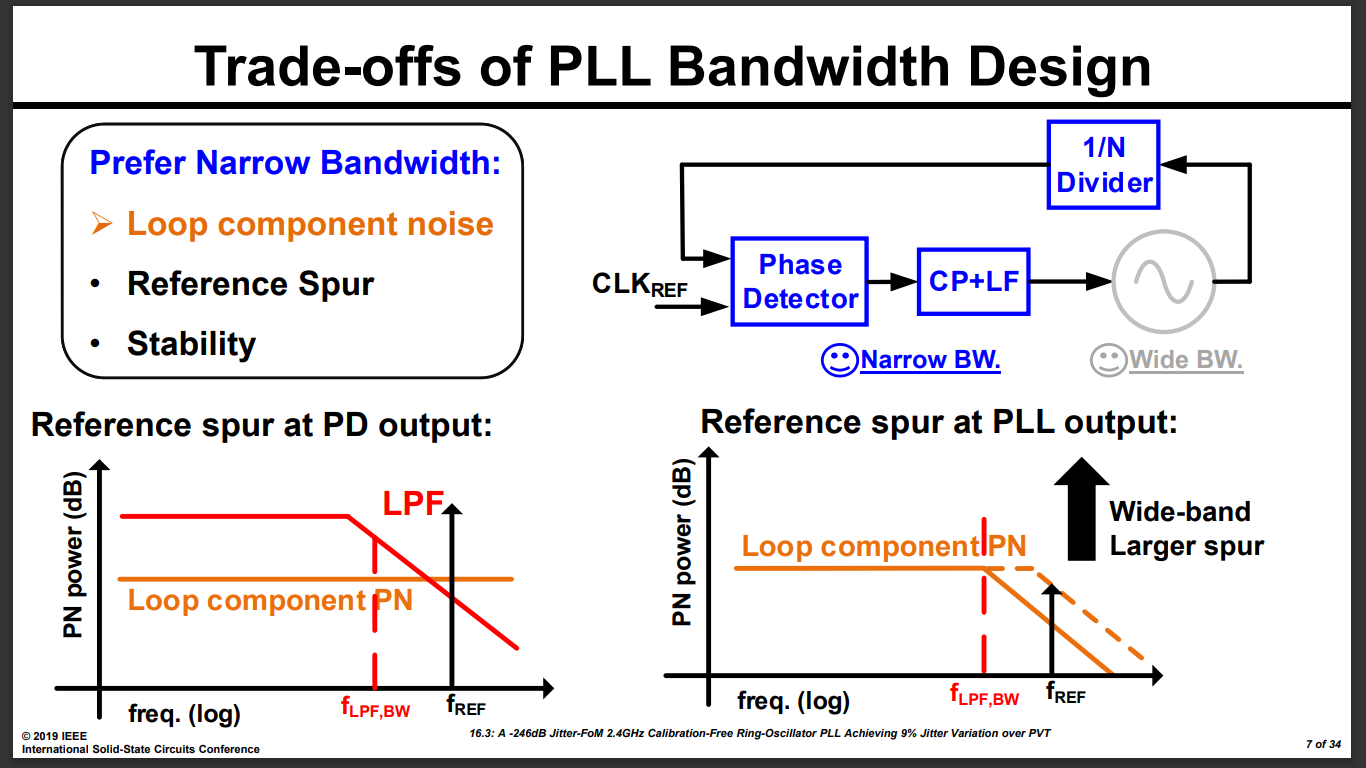 Trade-offs of PLL Bandwidth Design
Prefer Narrow Bandwidth:
➢ Loop component noise
• Reference Spur
• Stability
1/N
Divider
Phase
Detector
CP+LF
CLKREF
Narrow BW.
Wide BW.
Reference spur at PD output:
PN power (dB)
LPF
Loop component PN
fLPF,BW
fREF
freq. (log)
Reference spur at PLL output:
PN power (dB)
Wide-band
Larger spur
Loop component PN
fLPF,BW
fREF
freq. (log)
© 2019 IEEE
International Solid-State Circuits Conference
16.3: A -246dB Jitter-FoM 2.4GHz Calibration-Free Ring-Oscillator PLL Achieving 9% Jitter Variation over PVT
7 of 34